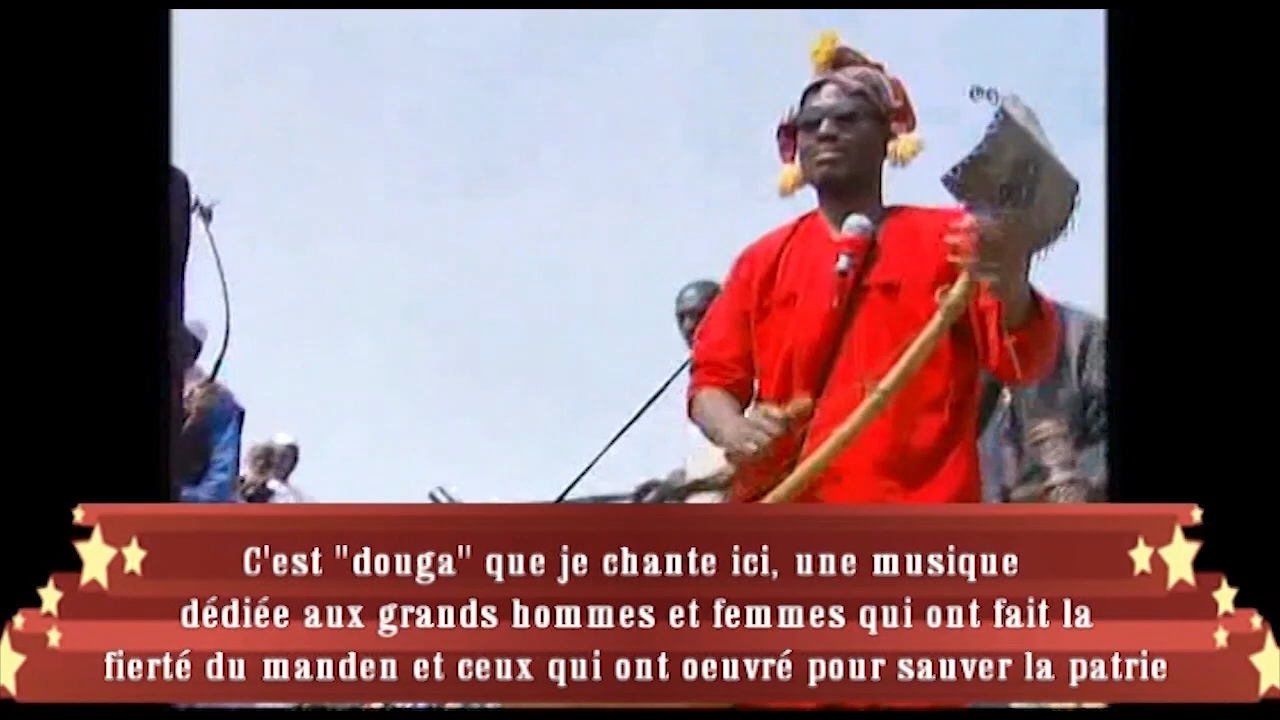 C'est "douga" que je chante ici, une musique
dédiée aux grands hommes et femmes qui ont fait la
fierté du manden et ceux qui ont oeuvré pour sauver la patrie